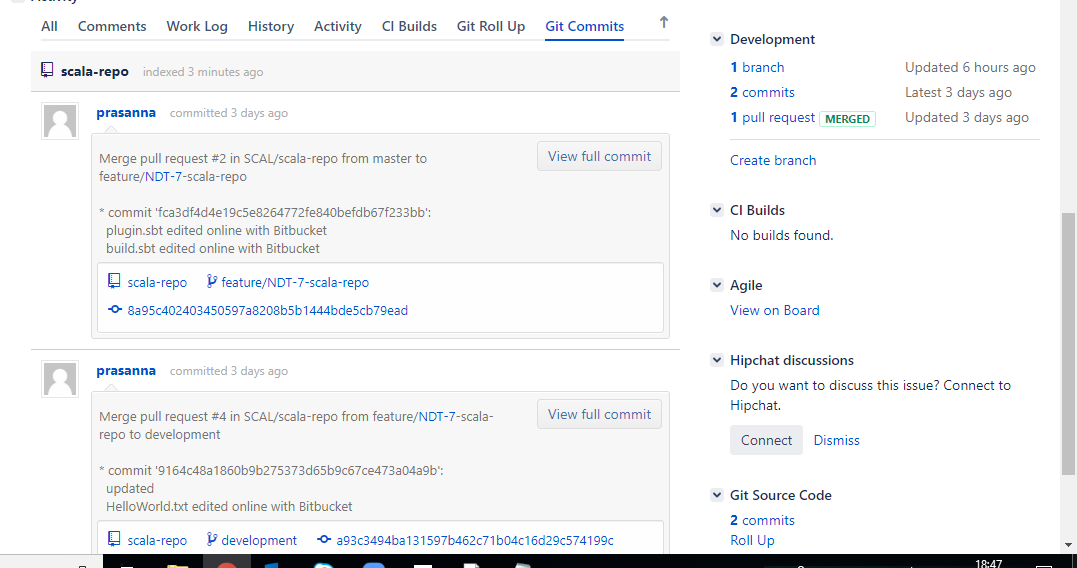 All Comments Work Log History Activity CI Builds Git Roll Up Git Commits
scala-repo indexed 3 minutes ago
prasanna committed 3 days ago
Merge pull request #2 in SCAL/scala-repo from master to
feature/NDT-7-scala-repo
View full commit
* commit 'fca3df4d4e19c5e8264772fe840befdb67f233bb':
plugin.sbt edited online with Bitbucket
build.sbt edited online with Bitbucket
scala-repo feature/NDT-7-scala-repo
8a95c402403450597a8208b5b1444bde5cb79ead
prasanna committed 3 days ago
Merge pull request #4 in SCAL/scala-repo from feature/NDT-7-scala-
repo to development
View full commit
* commit '9164c48a1860b9b275373d65b9c67ce473a04a9b':
updated
HelloWorld.txt edited online with Bitbucket
scala-repo development a93c3494ba131597b462c71b04c16d29c574199c
Development
1 branch Updated 6 hours ago
2 commits Latest 3 days ago
1 pull request MERGED Updated 3 days ago
Create branch
CI Builds
No builds found.
Agile
View on Board
Hipchat discussions
Do you want to discuss this issue? Connect to
Hipchat.
Connect Dismiss
Git Source Code
2 commits
Roll Up
18:47